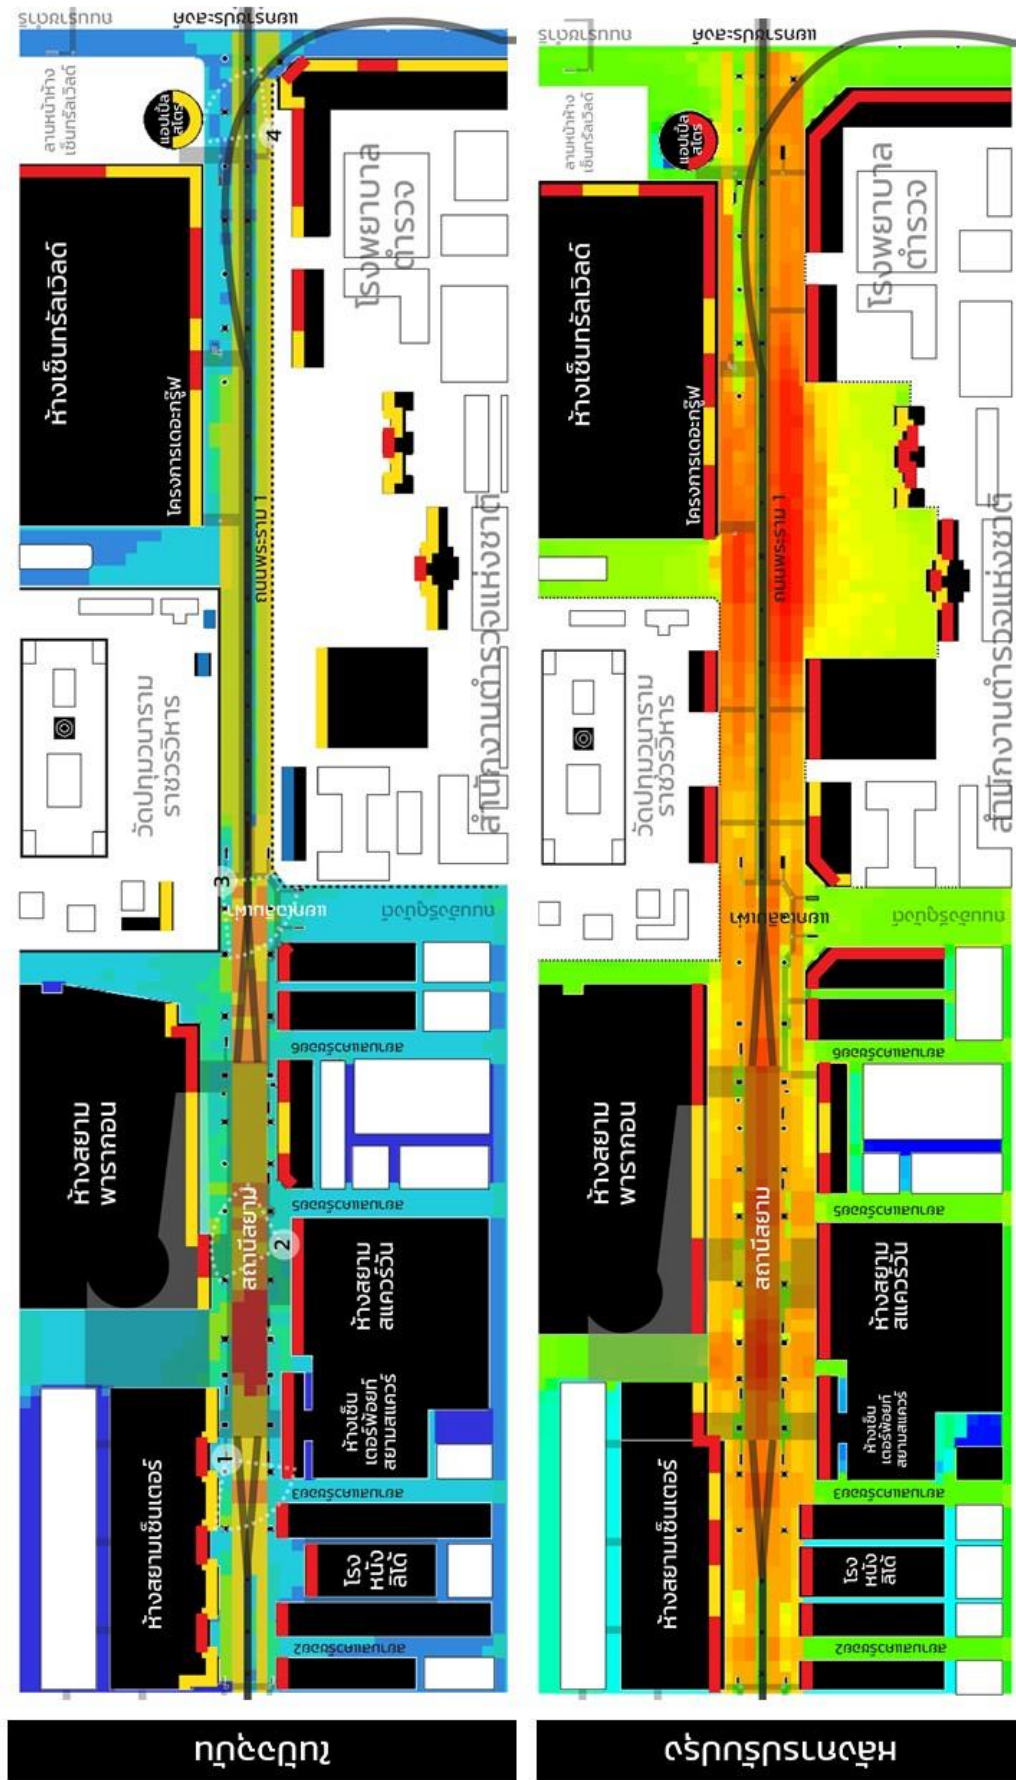 ถนนราชดำริ
แยกราชประสงค์
ลานหน้าห้าง
เซ็นทรัลเวิลด์
แอปเปิ้ล
สโตร์
4
โรงพยาบาล
ตำรวจ
ห้างเซ็นทรัลเวิลด์
โครงการเดอะกรู๊ฟ
ถนนพระราม 1
สำนักงานตำรวจแห่งชาติ
วัดปทุมวนาราม
ราชวรวิหาร
3
แยกเฉลิมเผ่า
ถนนอังรีดูนังต์
สยามสแควร์ซอย6
ห้างสยาม
พารากอน
สยามสแควร์ซอย5
สถานีสยาม
2
ห้างสยาม
สแควร์วัน
ห้างเซ็น
เตอร์พ้อยท์
สยามสแควร์
1
สยามสแควร์ซอย3
ห้างสยามเซ็นเตอร์
โรง
หนัง
ลิโด้
สยามสแควร์ซอย2
ในปัจจุบัน
ถนนราชดำริ
แยกราชประสงค์
ลานหน้าห้าง
เซ็นทรัลเวิลด์
แอปเปิ้ล
สโตร์
โรงพยาบาล
ตำรวจ
ห้างเซ็นทรัลเวิลด์
โครงการเดอะกรู๊ฟ
ถนนพระราม 1
สำนักงานตำรวจแห่งชาติ
วัดปทุมวนาราม
ราชวรวิหาร
แยกเฉลิมเผ่า
ถนนอังรีดูนังต์
สยามสแควร์ซอย6
ห้างสยาม
พารากอน
สยามสแควร์ซอย5
สถานีสยาม
ห้างสยาม
สแควร์วัน
ห้างเซ็น
เตอร์พ้อยท์
สยามสแควร์
สยามสแควร์ซอย3
ห้างสยามเซ็นเตอร์
โรง
หนัง
ลิโด้
สยามสแควร์ซอย2
หลังการปรับปรุง